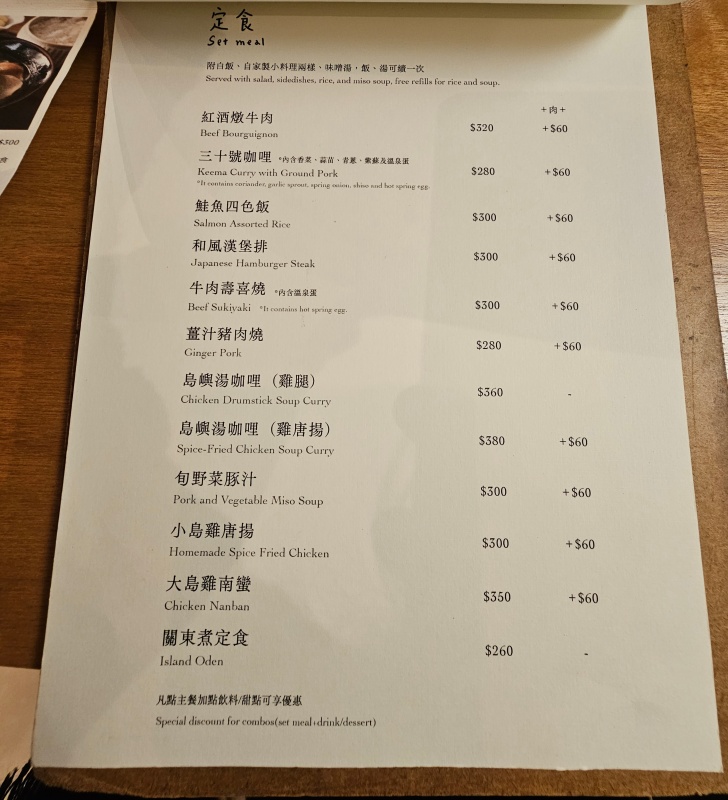 定食
Set meal
附白飯、自家製小料理兩樣、味噌湯，飯、湯可續一次
Served with salad, sidedishes, rice, and miso soup, free refills for rice and soup.
+肉+
紅酒燉牛肉
Beef Bourguignon $320 +$60
三十號咖哩 *內含香菜、蒜苗、青蔥、紫蘇及溫泉蛋
Keema Curry with Ground Pork $280 +$60
*It contains coriander, garlic sprout, spring onion, shiso and hot spring egg.
鮭魚四色飯
Salmon Assorted Rice $300 +$60
和風漢堡排
Japanese Hamburger Steak $300 +$60
牛肉壽喜燒 *內含溫泉蛋
Beef Sukiyaki *It contains hot spring egg. $300 +$60
薑汁豬肉燒
Ginger Pork $280 +$60
島嶼湯咖哩（雞腿）
Chicken Drumstick Soup Curry $360 -
島嶼湯咖哩（雞唐揚）
Spice-Fried Chicken Soup Curry $380 +$60
旬野菜豚汁
Pork and Vegetable Miso Soup $300 +$60
小島雞唐揚
Homemade Spice Fried Chicken $300 +$60
大島雞南蠻
Chicken Nanban $350 +$60
關東煮定食
Island Oden $260 -
凡點主餐加點飲料/甜點可享優惠
Special discount for combos(set meal+drink/dessert)
$300